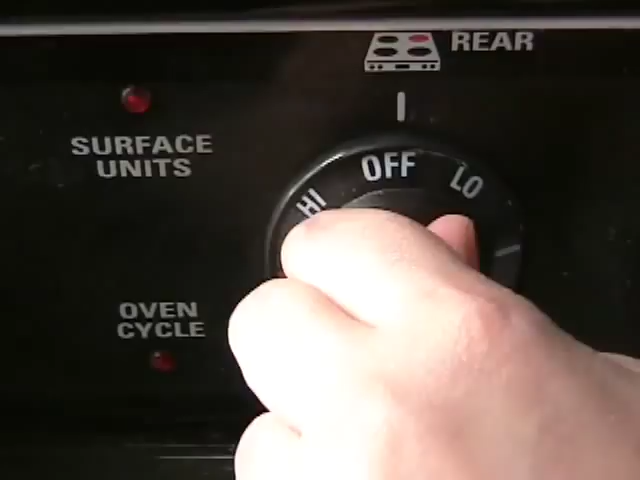 REAR
SURFACE
UNITS
OFF
LO
HI
OVEN
CYCLE